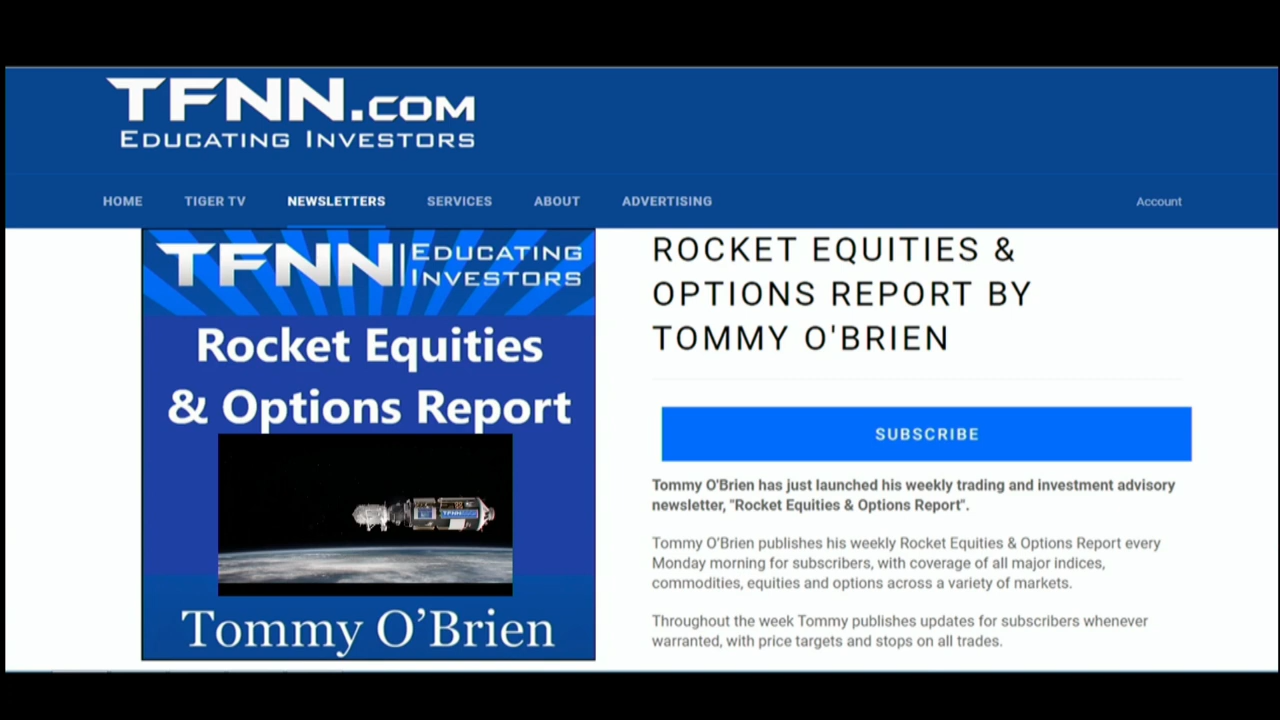 TFNN.COM
EDUCATING INVESTORS
HOME TIGER TV NEWSLETTERS SERVICES ABOUT ADVERTISING Account
TFNN EDUCATING
INVESTORS
Rocket Equities
& Options Report
TFNN
Tommy O’Brien
ROCKET EQUITIES &
OPTIONS REPORT BY
TOMMY O'BRIEN
SUBSCRIBE
Tommy O'Brien has just launched his weekly trading and investment advisory
newsletter, "Rocket Equities & Options Report".
Tommy O’Brien publishes his weekly Rocket Equities & Options Report every
Monday morning for subscribers, with coverage of all major indices,
commodities, equities and options across a variety of markets.
Throughout the week Tommy publishes updates for subscribers whenever
warranted, with price targets and stops on all trades.